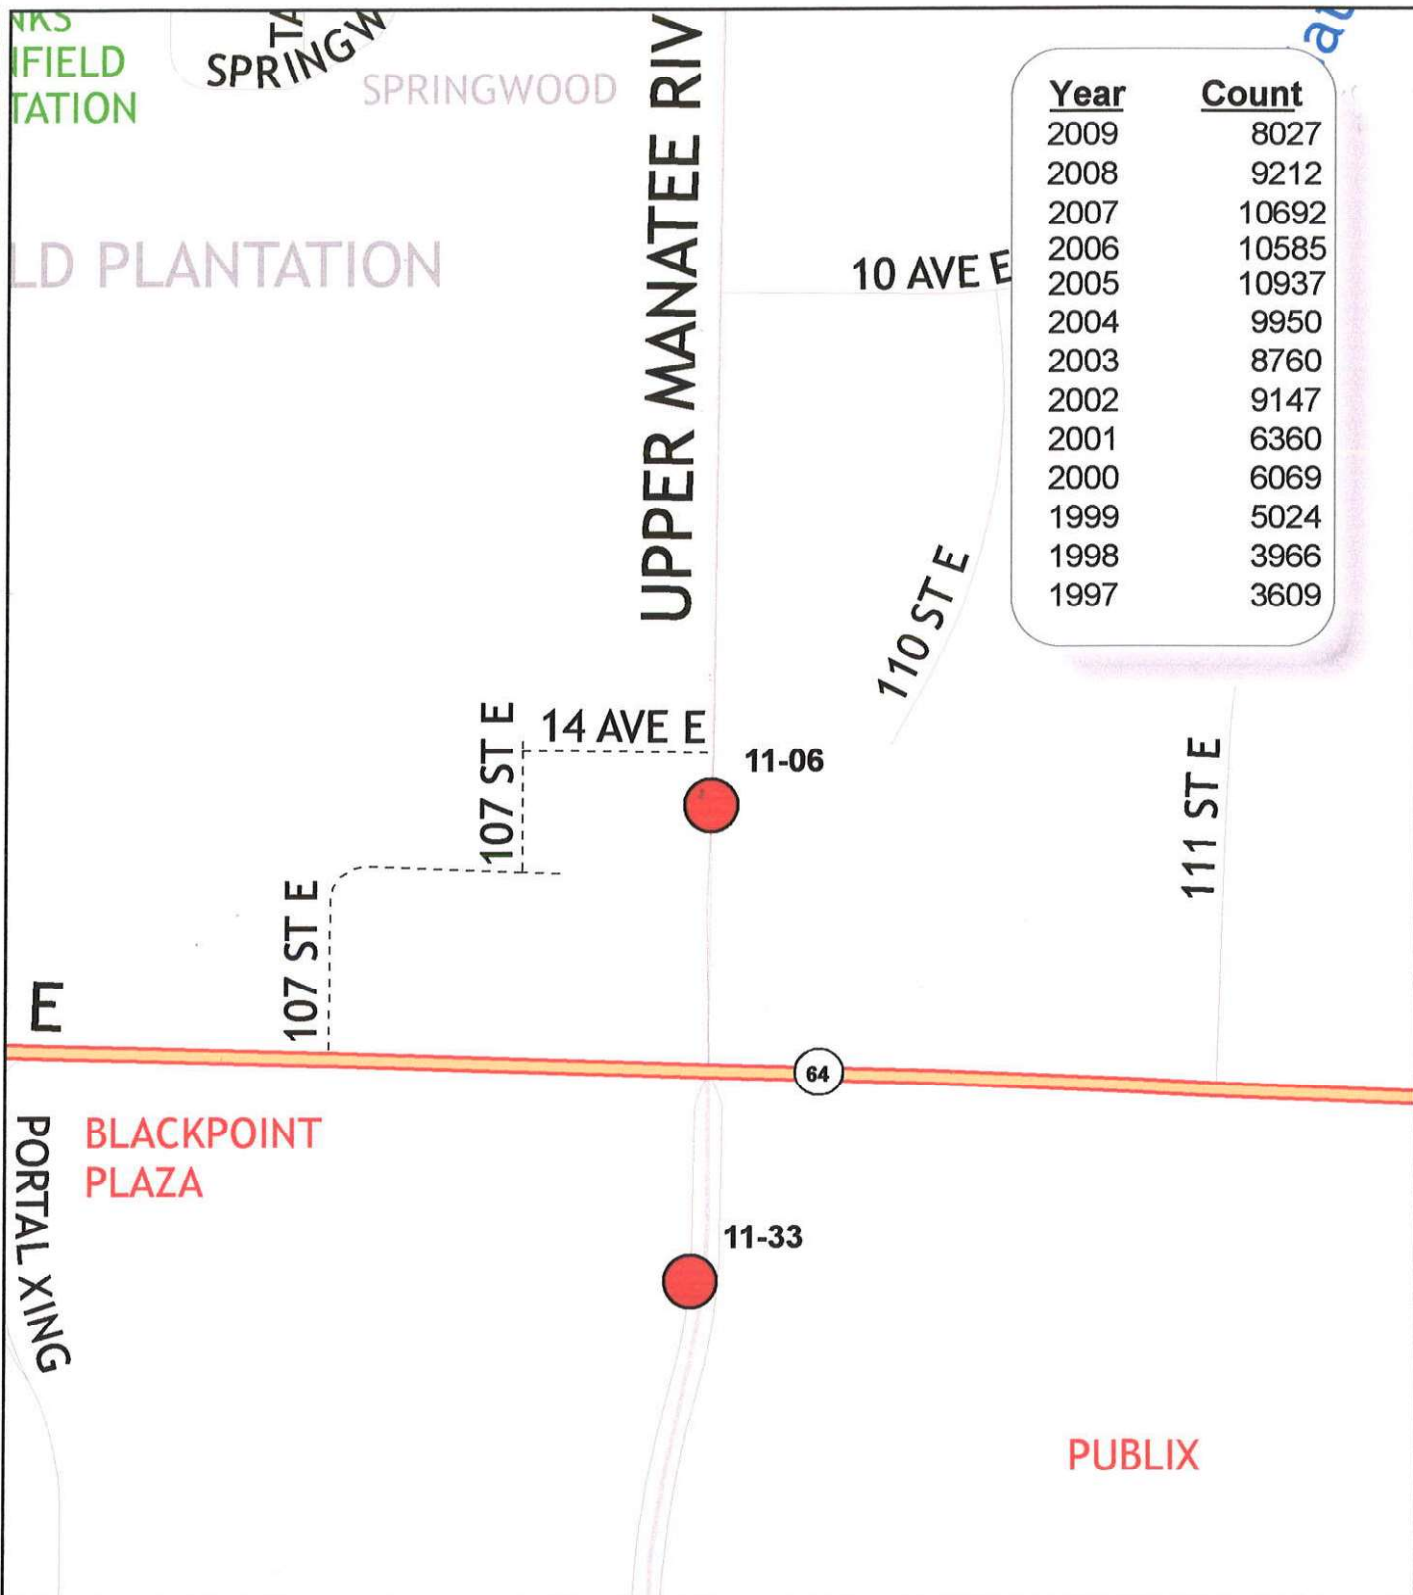 NKS
NFIELD
TATION
TA
SPRINGW
SPRINGWOOD
UPPER MANATEE RIV
LD PLANTATION
10 AVE E
Year Count
2009 8027
2008 9212
2007 10692
2006 10585
2005 10937
2004 9950
2003 8760
2002 9147
2001 6360
2000 6069
1999 5024
1998 3966
1997 3609
110 ST E
107 ST E
14 AVE E
11-06
111 ST E
107 ST E
E
64
PORTAL XING
BLACKPOINT
PLAZA
11-33
PUBLIX